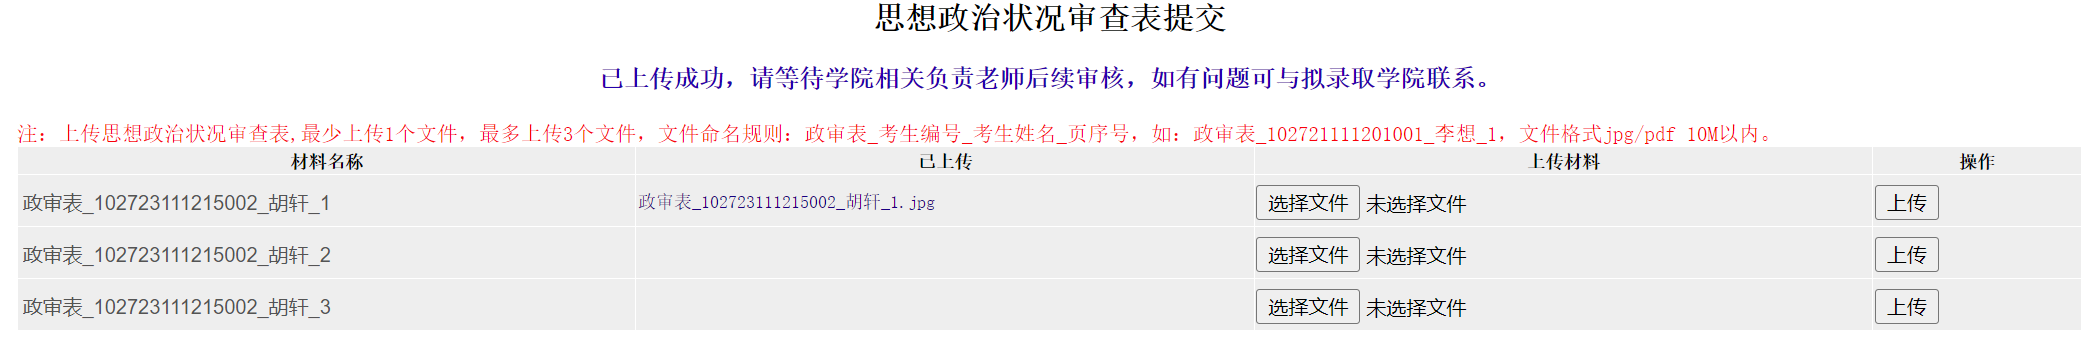 思想政治状况审查表提交
已上传成功，请等待学院相关负责老师后续审核，如有问题可与拟录取学院联系。
注：上传思想政治状况审查表,最少上传1个文件，最多上传3个文件，文件命名规则：政审表_考生编号_考生姓名_页序号，如：政审表_102721111201001_李想_1，文件格式jpg/pdf 10M以内。
材料名称 已上传 上传材料 操作
政审表_102723111215002_胡轩_1 政审表_102723111215002_胡轩_1.jpg 选择文件 未选择文件 上传
政审表_102723111215002_胡轩_2 选择文件 未选择文件 上传
政审表_102723111215002_胡轩_3 选择文件 未选择文件 上传